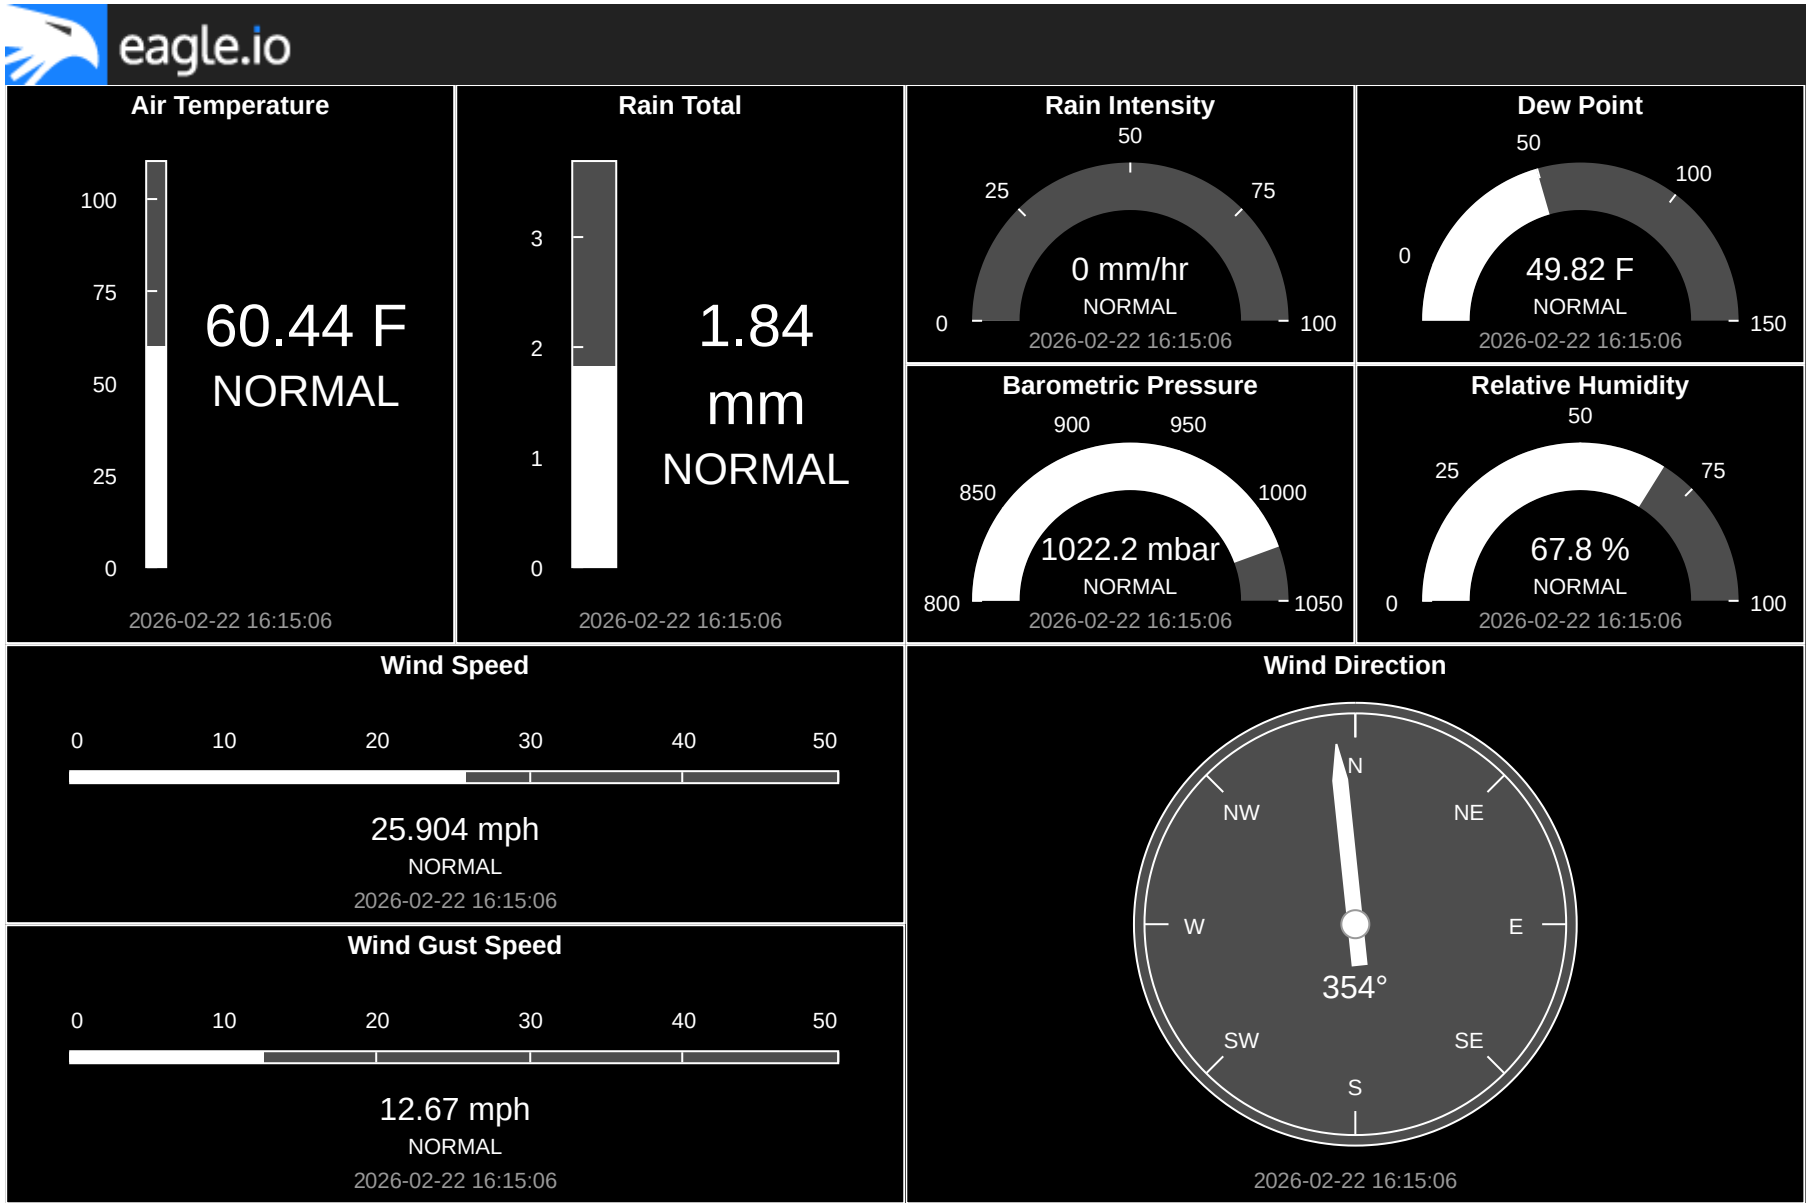 eagle.io
Air Temperature
100
75
50
25
0
60.44 F
NORMAL
2026-02-22 16:15:06
Rain Total
3
2
1
0
1.84
mm
NORMAL
2026-02-22 16:15:06
Rain Intensity
50
25
75
0
100
0 mm/hr
NORMAL
2026-02-22 16:15:06
Dew Point
50
100
0
150
49.82 F
NORMAL
2026-02-22 16:15:06
Barometric Pressure
900
950
850
1000
800
1050
1022.2 mbar
NORMAL
2026-02-22 16:15:06
Relative Humidity
50
25
75
0
100
67.8 %
NORMAL
2026-02-22 16:15:06
Wind Speed
0 10 20 30 40 50
25.904 mph
NORMAL
2026-02-22 16:15:06
Wind Gust Speed
0 10 20 30 40 50
12.67 mph
NORMAL
2026-02-22 16:15:06
Wind Direction
N
NW NE
W E
354°
SW SE
S
2026-02-22 16:15:06